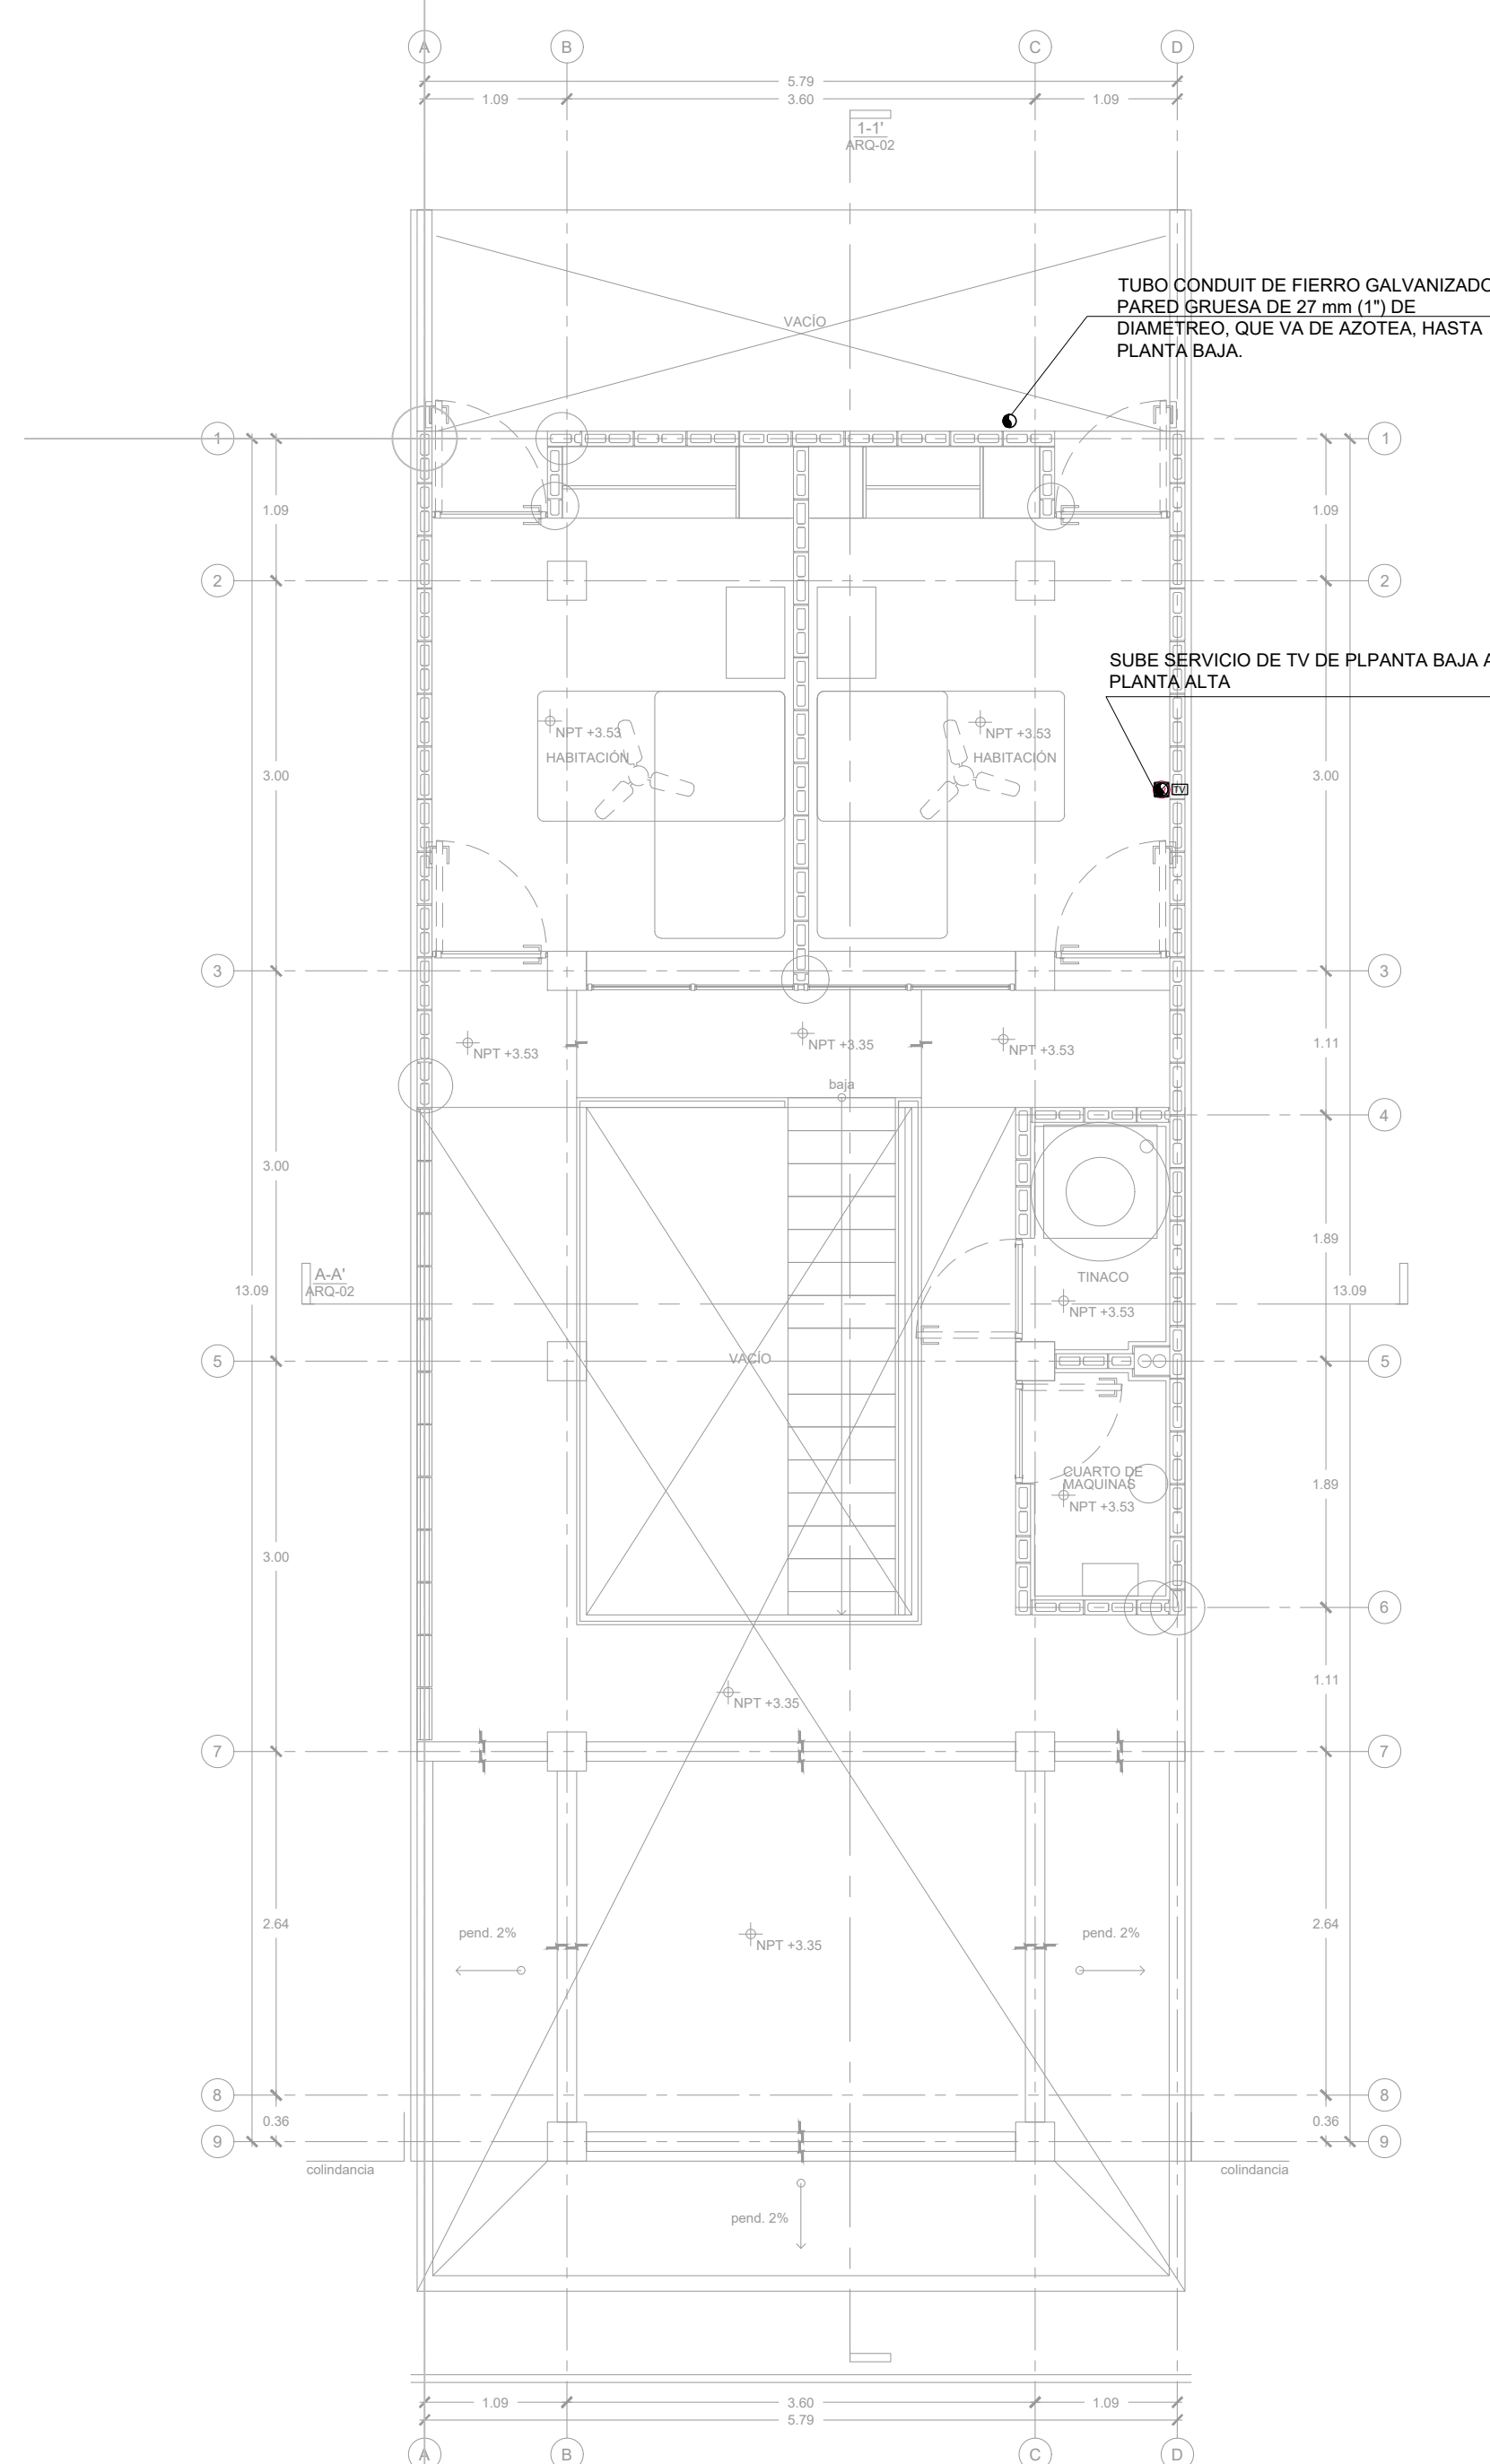 A B C D
5.79
1.09 3.60 1.09
1-1'
ARQ-02
TUBO CONDUIT DE FIERRO GALVANIZADO
PARED GRUESA DE 27 mm (1") DE
DIAMETREO, QUE VA DE AZOTEA, HASTA
PLANTA BAJA.
VACÍO
1 1
1.09 1.09
2 2
SUBE SERVICIO DE TV DE PLPANTA BAJA A
PLANTA ALTA
NPT +3.53 NPT +3.53
HABITACIÓN HABITACIÓN
3.00 3.00
TV
3 3
NPT +3.53 NPT +3.35 NPT +3.53
1.11
baja
4
3.00
1.89
TINACO
A-A'
ARQ-02
13.09 13.09
NPT +3.53
5 VACÍO 5
CUARTO DE
MAQUINAS
1.89
NPT +3.53
3.00
6
1.11
NPT +3.35
7 7
2.64 2.64
pend. 2% pend. 2%
NPT +3.35
8 8
0.36 0.36
9 9
colindancia colindancia
pend. 2%
1.09 3.60 1.09
5.79
A B C D